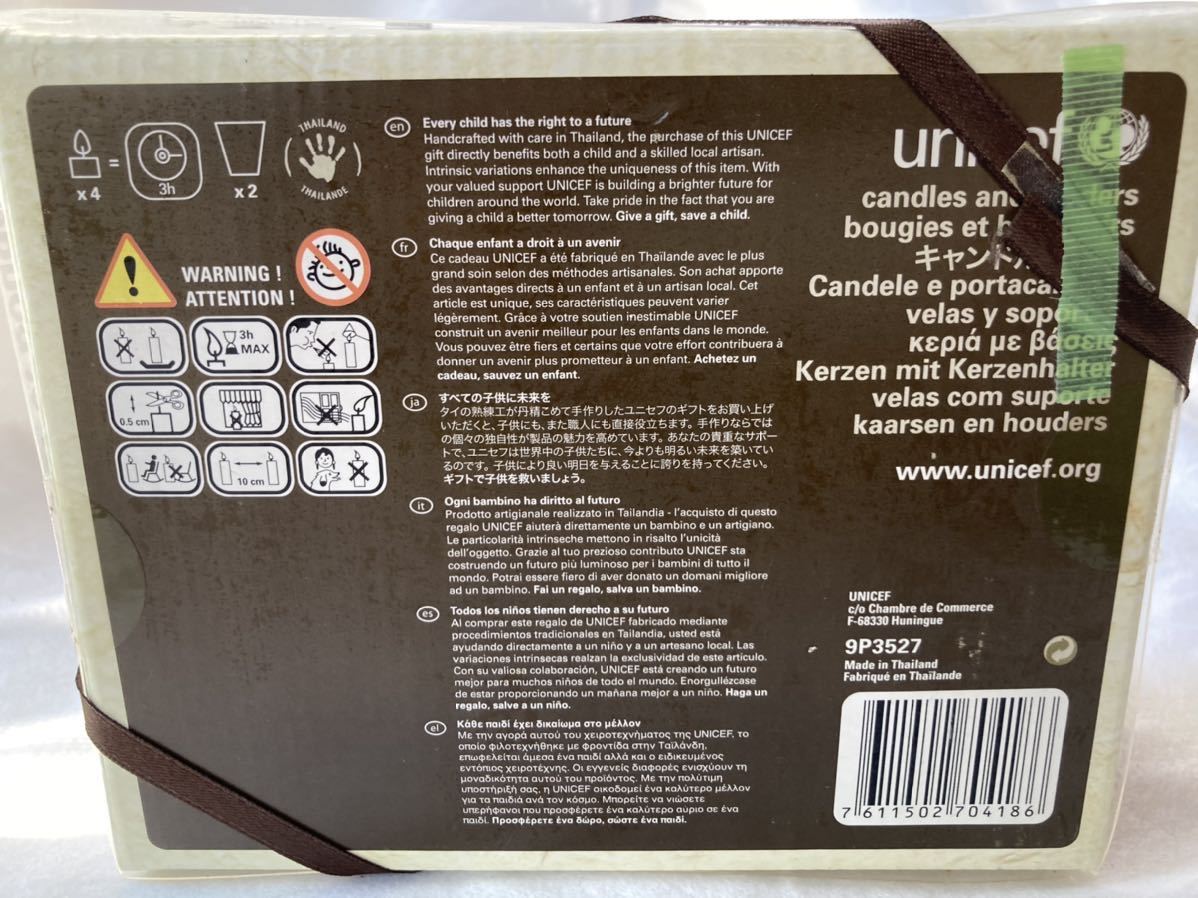 x 4
=
3h
x 2
THAILAND
THAILANDE
WARNING !
ATTENTION !
3h
MAX
0.5 cm
10 cm
en
Every child has the right to a future
Handcrafted with care in Thailand, the purchase of this UNICEF
gift directly benefits both a child and a skilled local artisan.
Intrinsic variations enhance the uniqueness of this item. With
your valued support UNICEF is building a brighter future for
children around the world. Take pride in the fact that you are
giving a child a better tomorrow. Give a gift, save a child.
fr
Chaque enfant a droit à un avenir
Ce cadeau UNICEF a été fabriqué en Thaïlande avec le plus
grand soin selon des méthodes artisanales. Son achat apporte
des avantages directs à un enfant et à un artisan local. Cet
article est unique, ses caractéristiques peuvent varier
légèrement. Grâce à votre soutien inestimable UNICEF
construit un avenir meilleur pour les enfants dans le monde.
Vous pouvez être fiers et certains que votre effort contribuera à
donner un avenir plus prometteur à un enfant. Achetez un
cadeau, sauvez un enfant.
ja
すべての子供に未来を
タイの熟練工が丹精こめて手作りしたユニセフのギフトをお買い上げ
いただくと、子供にも、また職人にも直接役立ちます。手作りならでは
の個々の独自性が製品の魅力を高めています。あなたの貴重なサポー
トで、ユニセフは世界中の子供たちに、今よりも明るい未来を築いてい
るのです。子供により良い明日を与えることに誇りを持ってください。
ギフトで子供を救いましょう。
it
Ogni bambino ha diritto al futuro
Prodotto artigianale realizzato in Tailandia - l'acquisto di questo
regalo UNICEF aiuterà direttamente un bambino e un artigiano.
Le particolarità intrinseche mettono in risalto l'unicità
dell'oggetto. Grazie al tuo prezioso contributo UNICEF sta
costruendo un futuro più luminoso per i bambini di tutto il
mondo. Potrai essere fiero di aver donato un domani migliore
ad un bambino. Fai un regalo, salva un bambino.
es
Todos los niños tienen derecho a su futuro
Al comprar este regalo de UNICEF fabricado mediante
procedimientos tradicionales en Tailandia, usted está
ayudando directamente a un niño y a un artesano local. Las
variaciones intrínsecas realzan la exclusividad de este artículo.
Con su valiosa colaboración, UNICEF está creando un futuro
mejor para muchos niños de todo el mundo. Enorgullézcase
de estar proporcionando un mañana mejor a un niño. Haga un
regalo, salve a un niño.
el
Κάθε παιδί έχει δικαίωμα στο μέλλον
Με την αγορά αυτού του χειροτεχνήματος της UNICEF, το
οποίο φιλοτεχνήθηκε με φροντίδα στην Ταϊλάνδη,
επωφελείται άμεσα ένα παιδί αλλά και ο ειδικευμένος
εντόπιος χειροτέχνης. Οι εγγενείς διαφορές ενισχύουν τη
μοναδικότητα αυτού του προϊόντος. Με την πολύτιμη
υποστήριξή σας, η UNICEF οικοδομεί ένα καλύτερο μέλλον
για τα παιδιά ανά τον κόσμο. Μπορείτε να νιώσετε
υπερήφανοι που προσφέρετε ένα καλύτερο αύριο σε ένα
παιδί. Προσφέρετε ένα δώρο, σώστε ένα παιδί.
unicef
candles and
bougies et
Candele e
velas y
κεριά με βάσεις
Kerzen mit Kerzenhalter
velas com suporte
kaarsen en houders
www.unicef.org
UNICEF
c/o Chambre de Commerce
F-68330 Huningue
9P3527
Made in Thailand
Fabriqué en Thaïlande
7 611502 704186